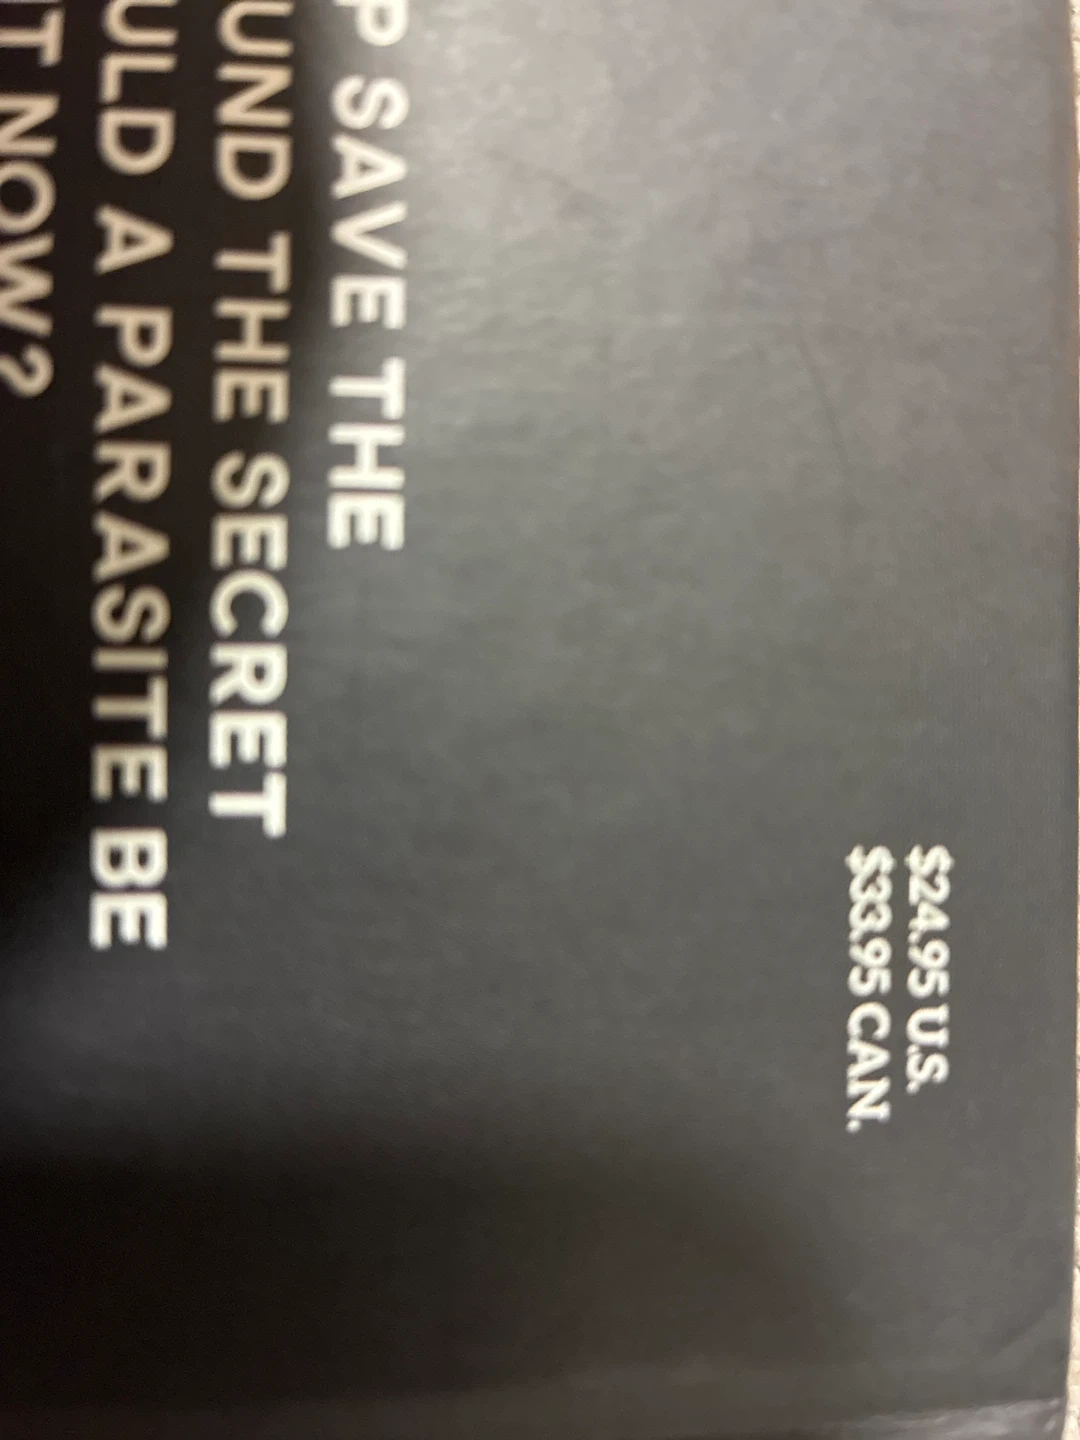 $24.95 U.S.
$33.95 CAN.
P SAVE THE
UND THE SECRET
ULD A PARASITE BE
T NOW?